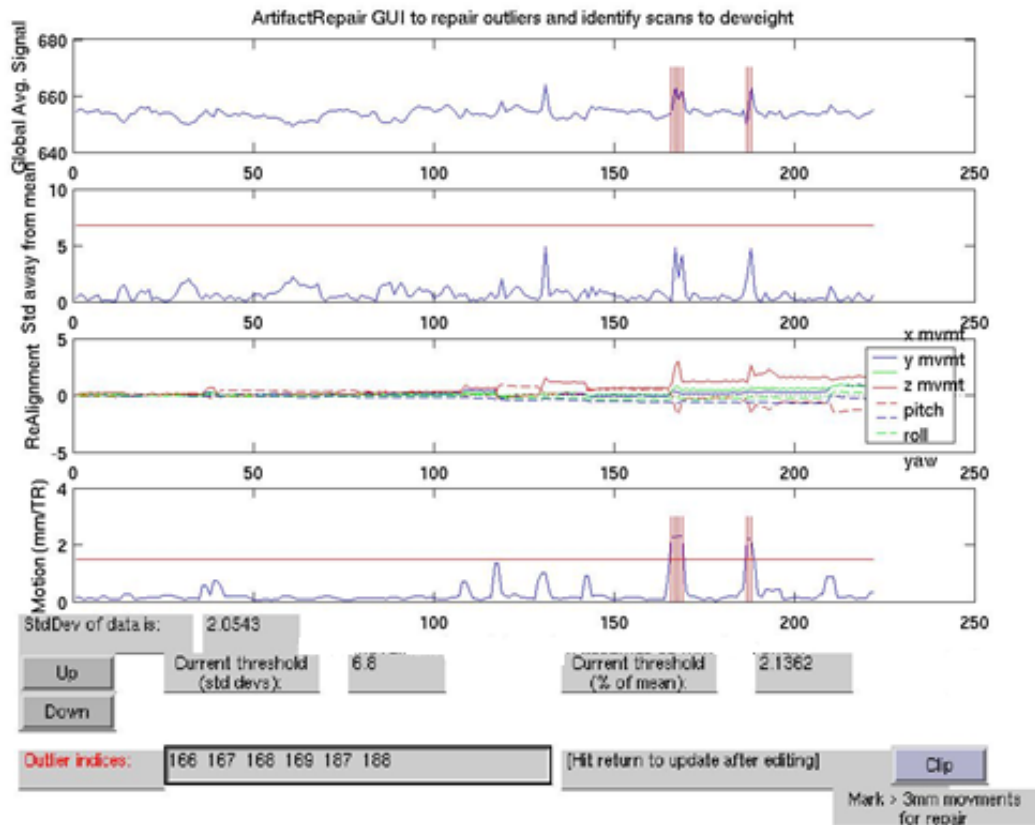 ArtifactRepair GUI to repair outliers and identify scans to deweight
Global Avg. Signal
680
660
640
0 50 100 150 200 250
Std away from mean
10
5
0
0 50 100 150 200 250
ReAlignment
5
0
-5
0 50 100 150 200 250
x mvmt
y mvmt
z mvmt
pitch
roll
yaw
Motion (mm/TR)
4
2
0
100 150 200 250
StdDev of data is: 2.0543
Up
Down
Current threshold
(std devs):
6.8
Current threshold
(% of mean):
2.1362
Outlier indices: 166 167 168 169 187 188
[Hit return to update after editing]
Clip
Mark > 3mm movments
for repair